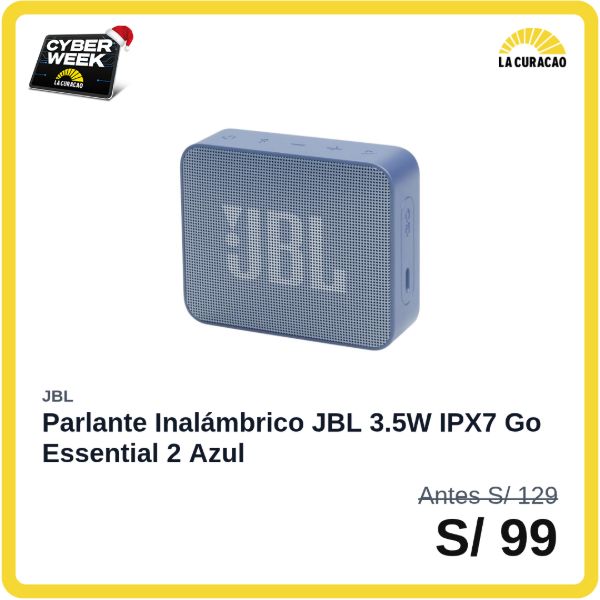 CYBER
WEEK
LA CURACAO
LA CURACAO
JBL
JBL
Parlante Inalámbrico JBL 3.5W IPX7 Go
Essential 2 Azul
Antes S/ 129
S/ 99